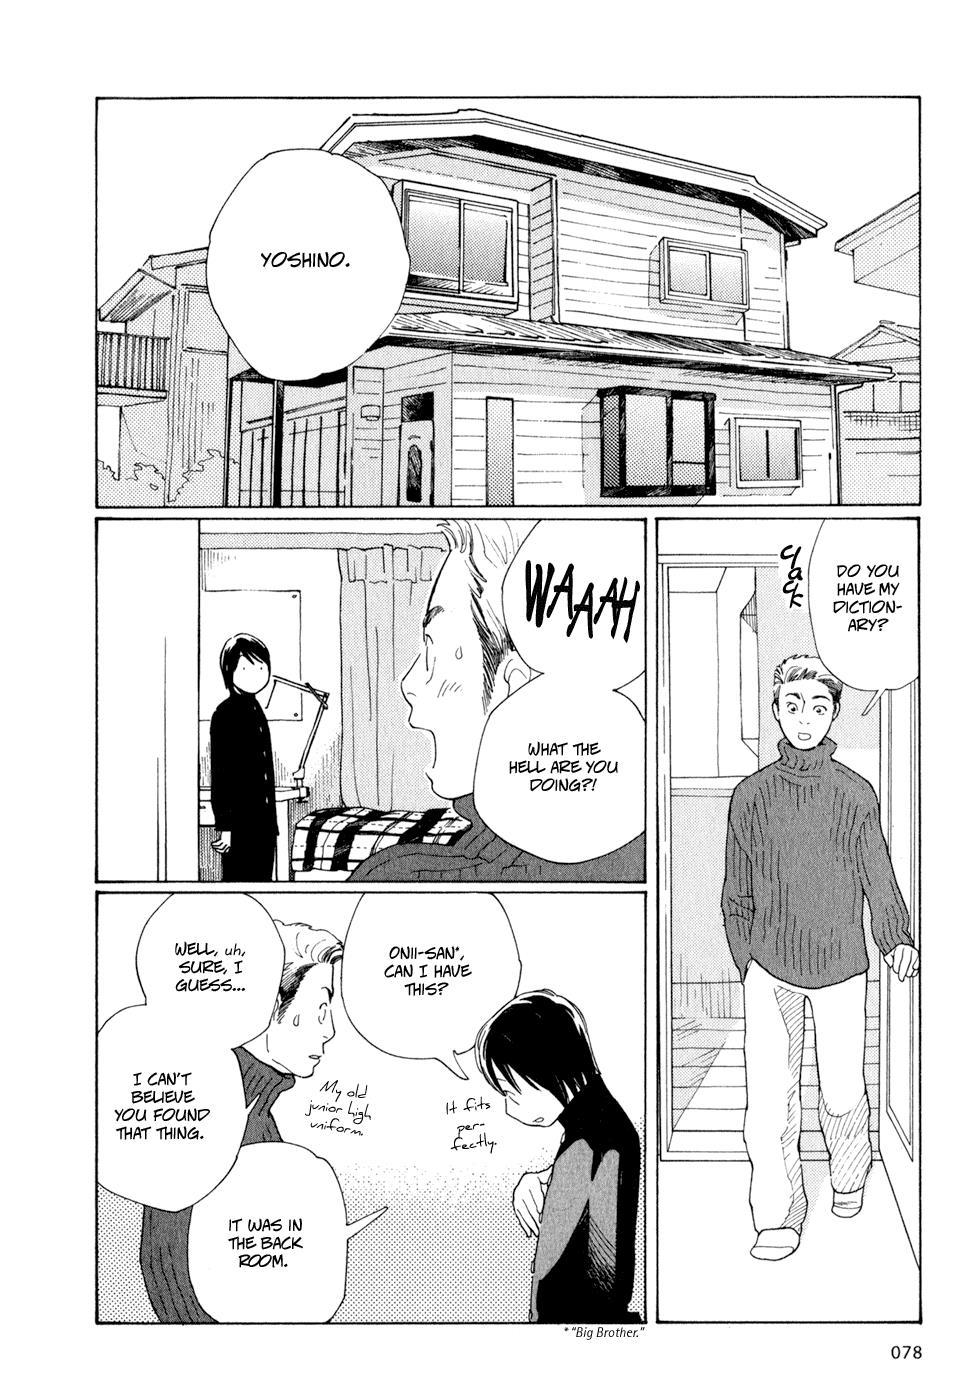 YOSHINO.
clack
DO YOU
HAVE MY
DICTION-
ARY?
WAAAH
WHAT THE
HELL ARE YOU
DOING?!
ONII-SAN*,
CAN I HAVE
THIS?
It fits
per-
fectly.
WELL, uh,
SURE, I
GUESS...
My old
junior high
uniform.
I CAN'T
BELIEVE
YOU FOUND
THAT THING.
IT WAS IN
THE BACK
ROOM.
* "Big Brother."
078